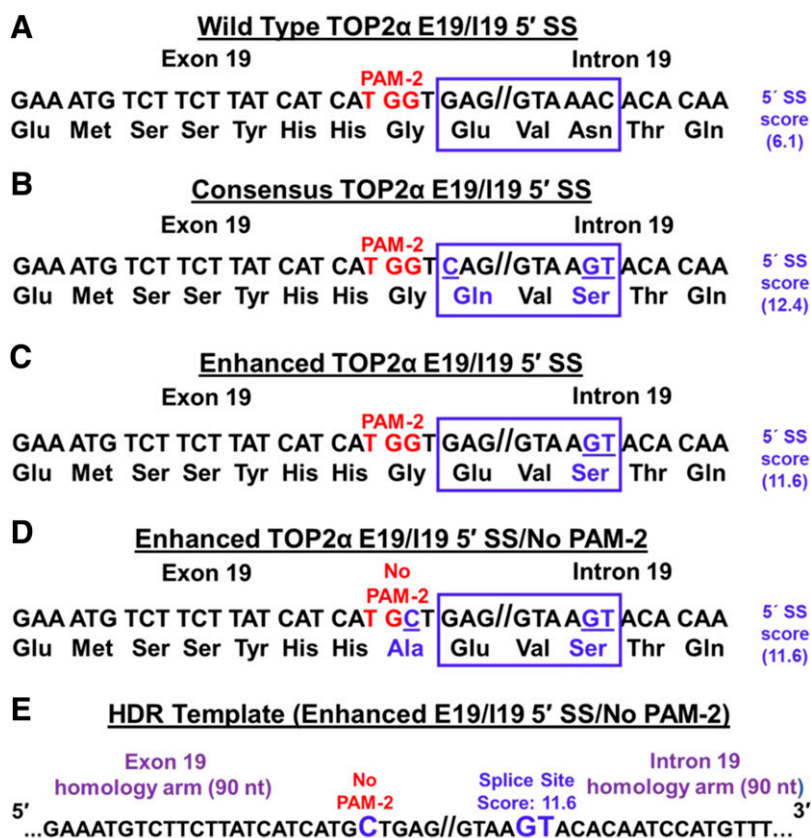 A
Wild Type TOP2α E19/I19 5′ SS
Exon 19
Intron 19
PAM-2
GAA ATG TCT TCT TAT CAT CAT GGT GAG//GTA AAC ACA CAA
Glu Met Ser Ser Tyr His His Gly Glu Val Asn Thr Gln
5′ SS
score
(6.1)
B
Consensus TOP2α E19/I19 5′ SS
Exon 19
Intron 19
PAM-2
GAA ATG TCT TCT TAT CAT CAT GGT CAG//GTA AGT ACA CAA
Glu Met Ser Ser Tyr His His Gly Gln Val Ser Thr Gln
5′ SS
score
(12.4)
C
Enhanced TOP2α E19/I19 5′ SS
Exon 19
Intron 19
PAM-2
GAA ATG TCT TCT TAT CAT CAT GGT GAG//GTA AGT ACA CAA
Glu Met Ser Ser Tyr His His Gly Glu Val Ser Thr Gln
5′ SS
score
(11.6)
D
Enhanced TOP2α E19/I19 5′ SS/No PAM-2
Exon 19
No
Intron 19
PAM-2
GAA ATG TCT TCT TAT CAT CAT GCT GAG//GTA AGT ACA CAA
Glu Met Ser Ser Tyr His His Ala Glu Val Ser Thr Gln
5′ SS
score
(11.6)
E
HDR Template (Enhanced E19/I19 5′ SS/No PAM-2)
Exon 19
homology arm (90 nt)
No
PAM-2
Splice Site
Score: 11.6
Intron 19
homology arm (90 nt)
5′
3′
...GAAATGTCTTCTTATCATCATGCTGAG//GTAAGTACACAATCCATGTTT...